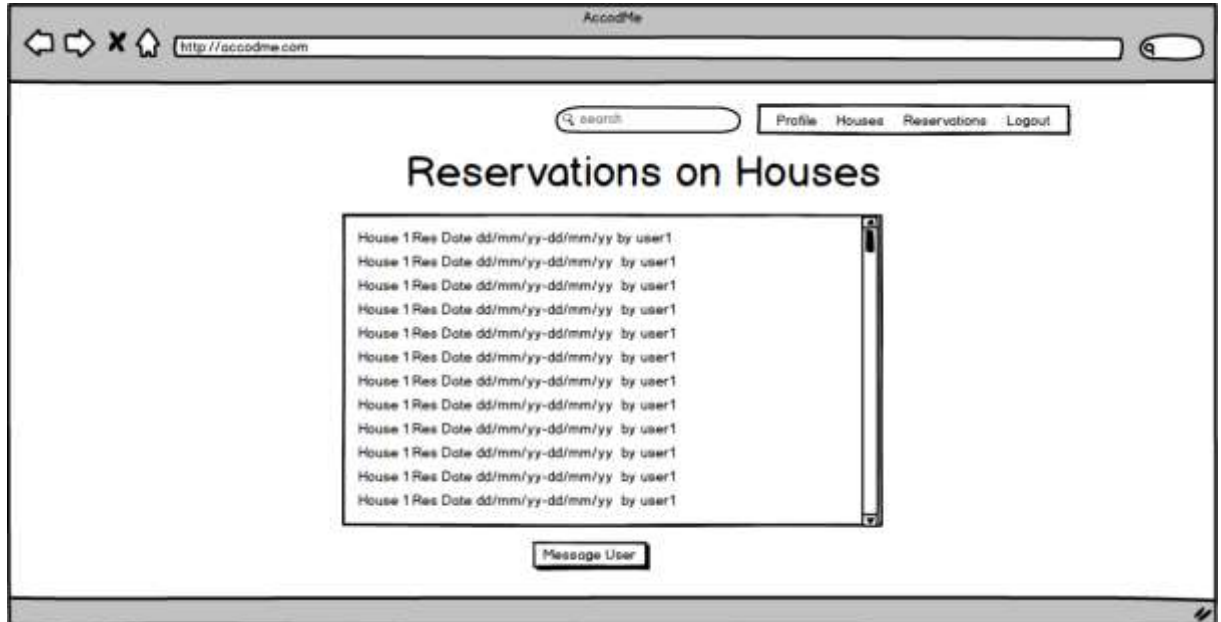 AccodMe
http://accodme.com
search
Profile Houses Reservations Logout
Reservations on Houses
House 1 Res Date dd/mm/yy-dd/mm/yy by user1
House 1 Res Date dd/mm/yy-dd/mm/yy by user1
House 1 Res Date dd/mm/yy-dd/mm/yy by user1
House 1 Res Date dd/mm/yy-dd/mm/yy by user1
House 1 Res Date dd/mm/yy-dd/mm/yy by user1
House 1 Res Date dd/mm/yy-dd/mm/yy by user1
House 1 Res Date dd/mm/yy-dd/mm/yy by user1
House 1 Res Date dd/mm/yy-dd/mm/yy by user1
House 1 Res Date dd/mm/yy-dd/mm/yy by user1
House 1 Res Date dd/mm/yy-dd/mm/yy by user1
House 1 Res Date dd/mm/yy-dd/mm/yy by user1
House 1 Res Date dd/mm/yy-dd/mm/yy by user1
Message User